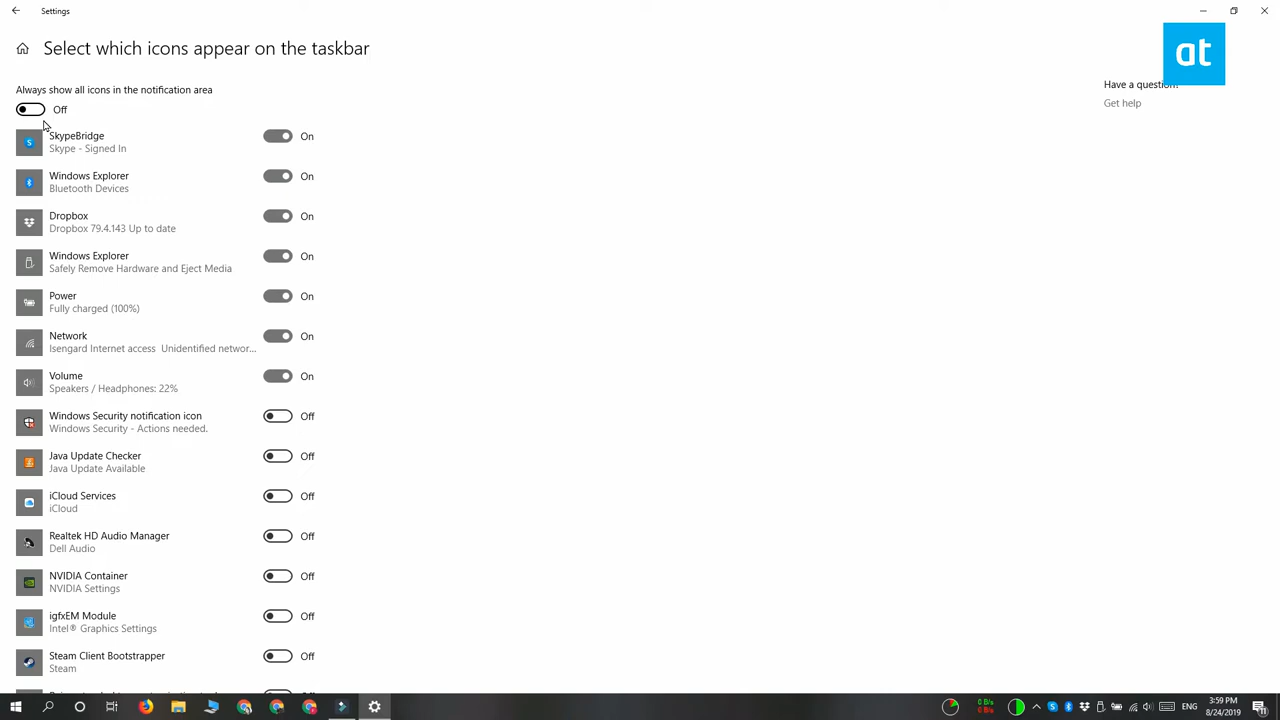 Settings
Select which icons appear on the taskbar
at
Always show all icons in the notification area
Off
Have a question?
Get help
SkypeBridge
Skype - Signed In
On
Windows Explorer
Bluetooth Devices
On
Dropbox
Dropbox 79.4.143 Up to date
On
Windows Explorer
Safely Remove Hardware and Eject Media
On
Power
Fully charged (100%)
On
Network
Isengard Internet access Unidentified networ...
On
Volume
Speakers / Headphones: 22%
On
Windows Security notification icon
Windows Security - Actions needed.
Off
Java Update Checker
Java Update Available
Off
iCloud Services
iCloud
Off
Realtek HD Audio Manager
Dell Audio
Off
NVIDIA Container
NVIDIA Settings
Off
igfxEM Module
Intel® Graphics Settings
Off
Steam Client Bootstrapper
Steam
Off
0 B/s
0 B/s
ENG
3:59 PM
8/24/2019